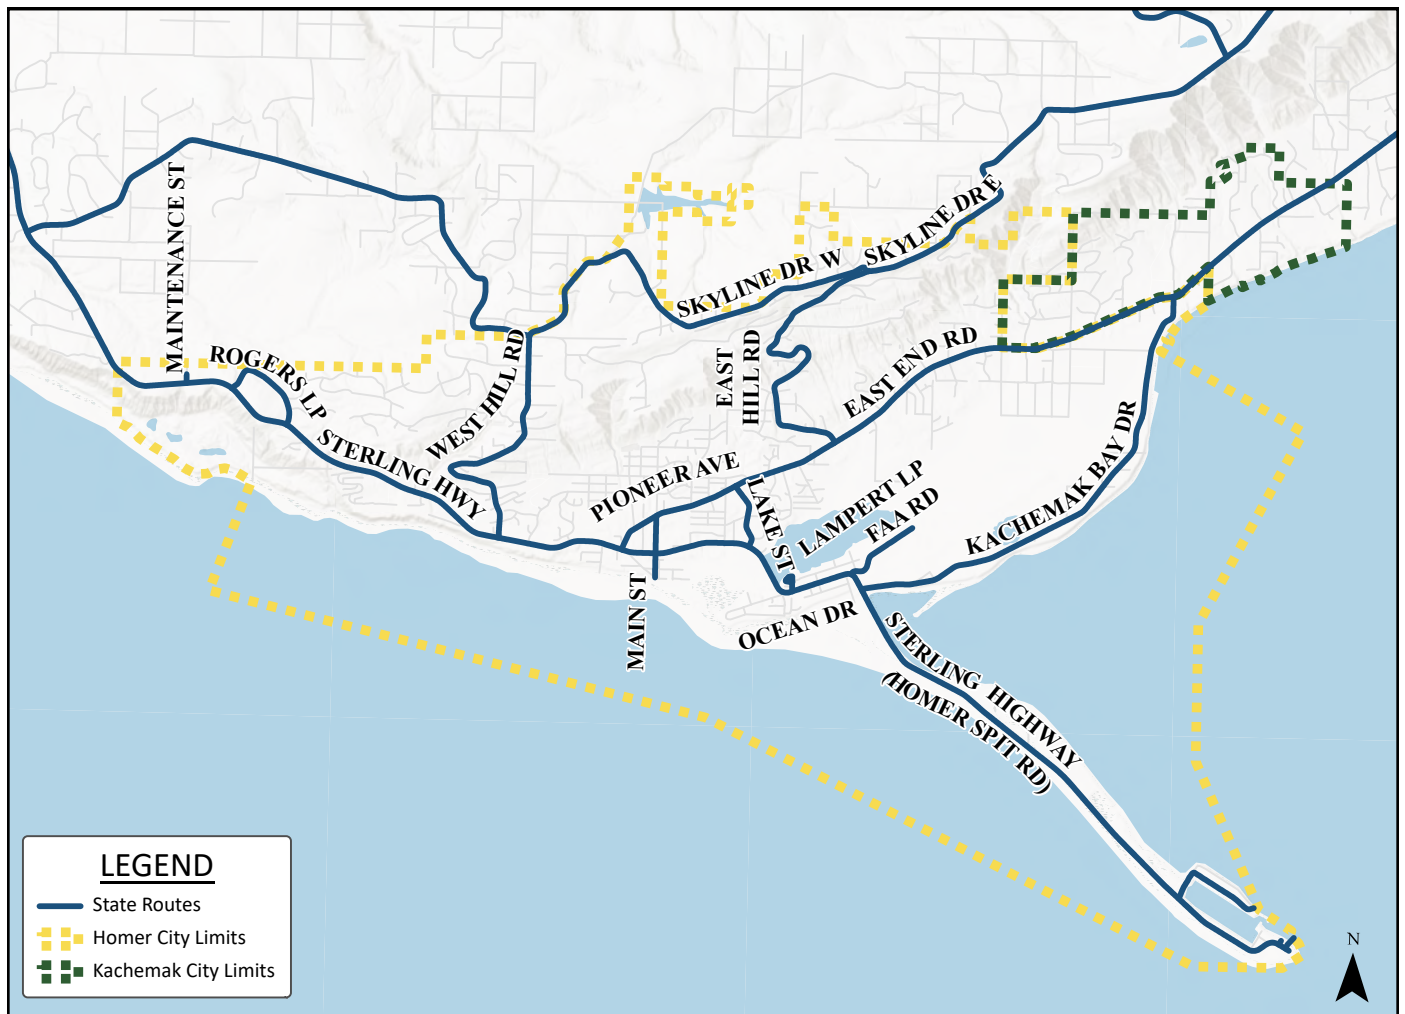 MAINTENANCE ST
ROGERS LP
STERLING HWY
WEST HILL RD
SKYLINE DR W
SKYLINE DR E
EAST
HILL RD
EAST END RD
PIONEER AVE
LAKE ST
LAMPERT LP
FAA RD
KACHEMAK BAY DR
MAIN ST
OCEAN DR
STERLING HIGHWAY
(HOMER SPIT RD)
LEGEND
State Routes
Homer City Limits
Kachemak City Limits
N